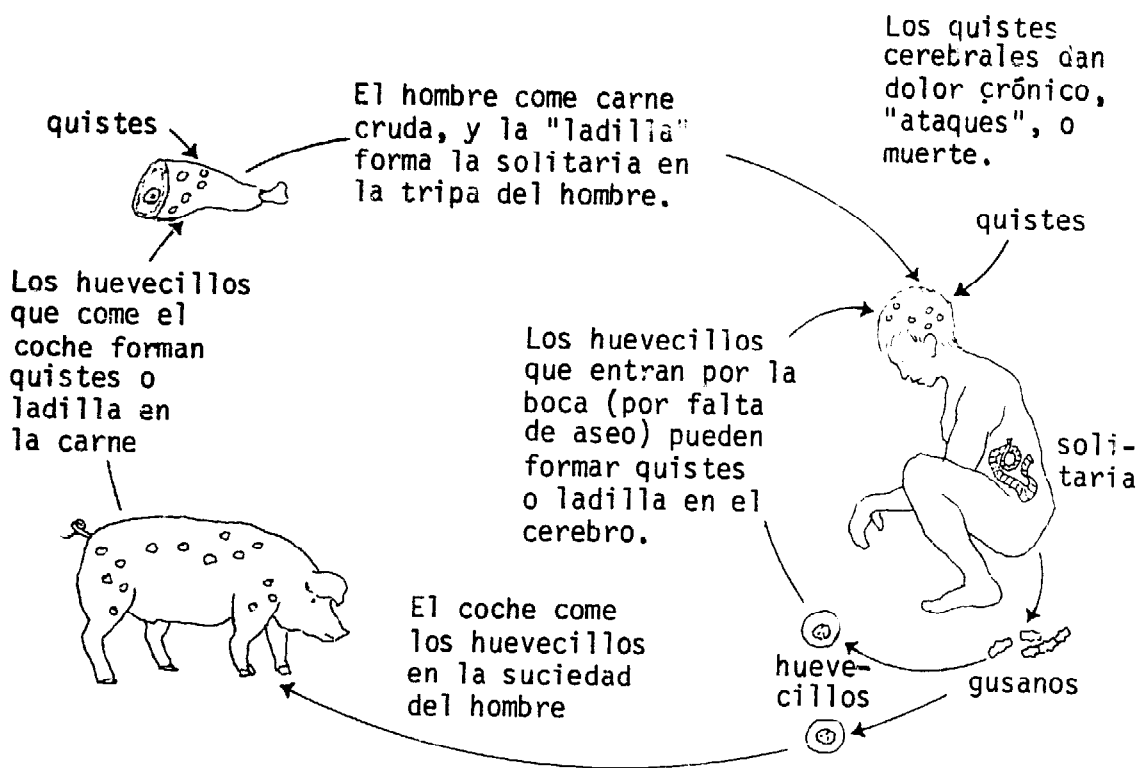 Los quistes
cerebrales dan
dolor crónico,
"ataques", o
muerte.
quistes
El hombre come carne
cruda, y la "ladilla"
forma la solitaria en
la tripa del hombre.
quistes
Los huevecillos
que come el
coche forman
quistes o
ladilla en
la carne
Los huevecillos
que entran por la
boca (por falta
de aseo) pueden
formar quistes
o ladilla en el
cerebro.
soli-
taria
El coche come
los huevecillos
en la suciedad
del hombre
hueve-
cillos
gusanos